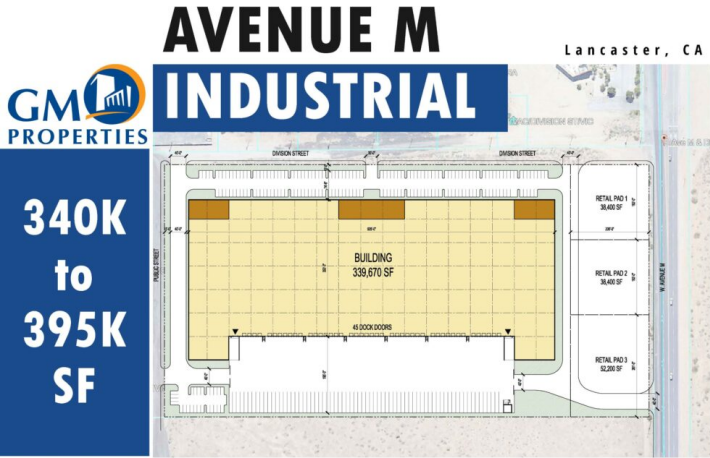 AVENUE M
Lancaster, CA
INDUSTRIAL
GM
PROPERTIES
340K
to
395K
SF
DIVISION STREET
DIVISION STREET
PUBLIC STREET
BUILDING
339,670 SF
45 DOCK DOORS
RETAIL PAD 1
38,400 SF
RETAIL PAD 2
38,400 SF
RETAIL PAD 3
52,200 SF
W. AVENUE M